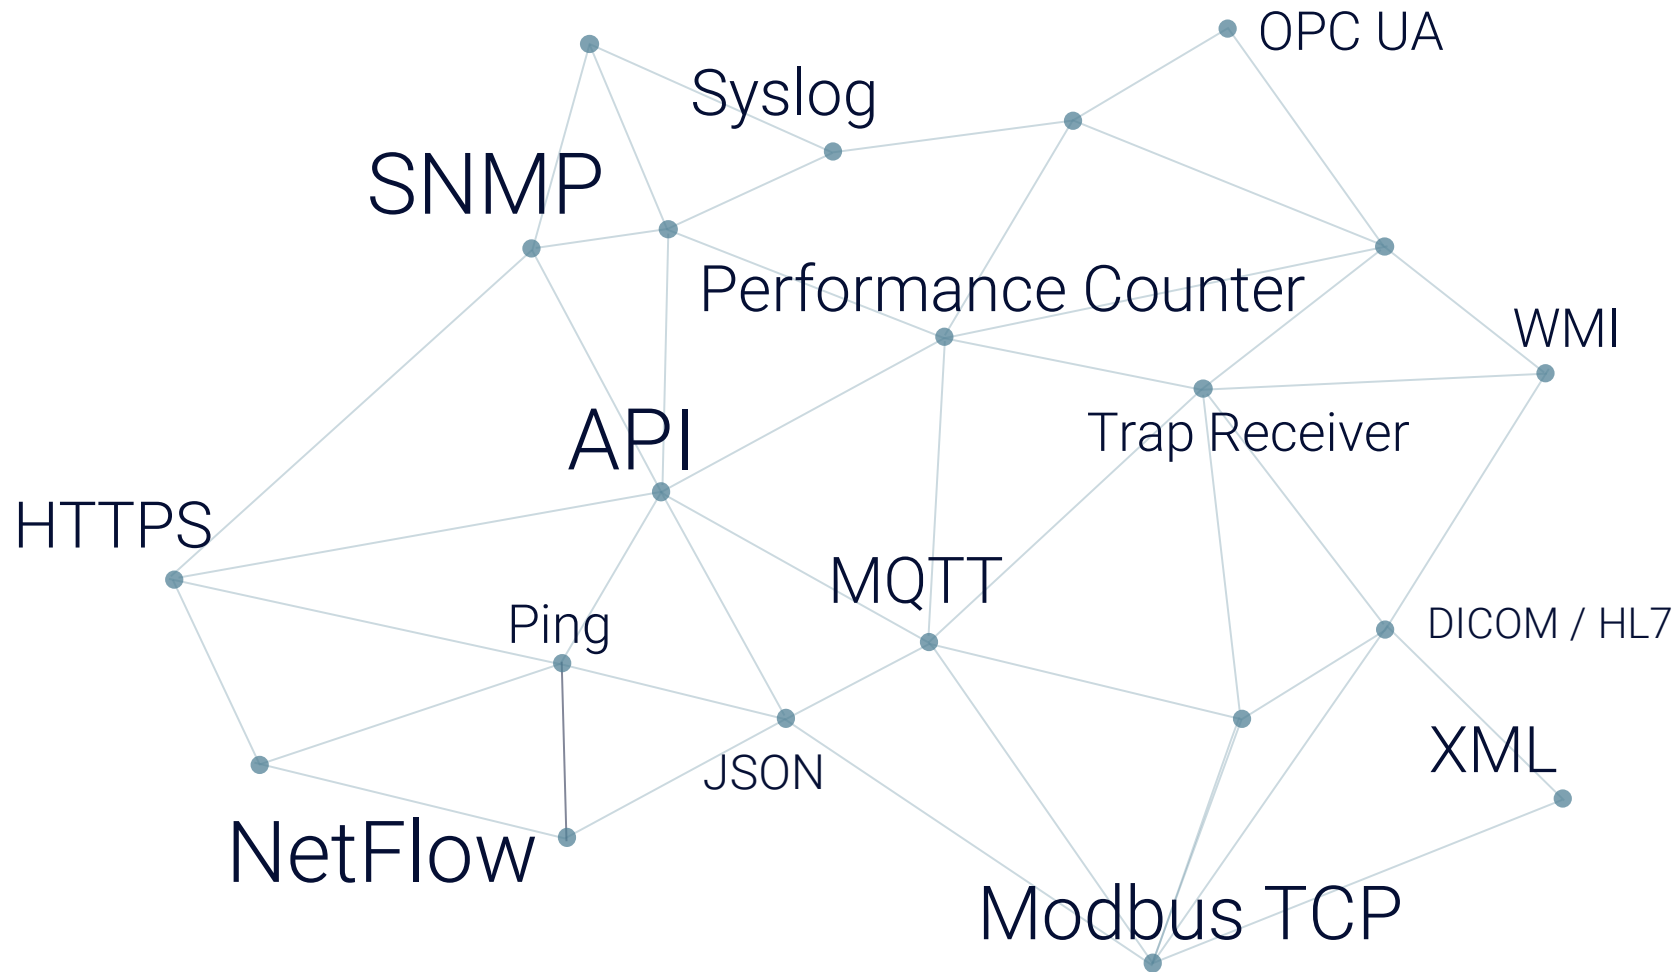 OPC UA
Syslog
SNMP
Performance Counter
WMI
API
Trap Receiver
HTTPS
MQTT
Ping
DICOM / HL7
JSON
XML
NetFlow
Modbus TCP